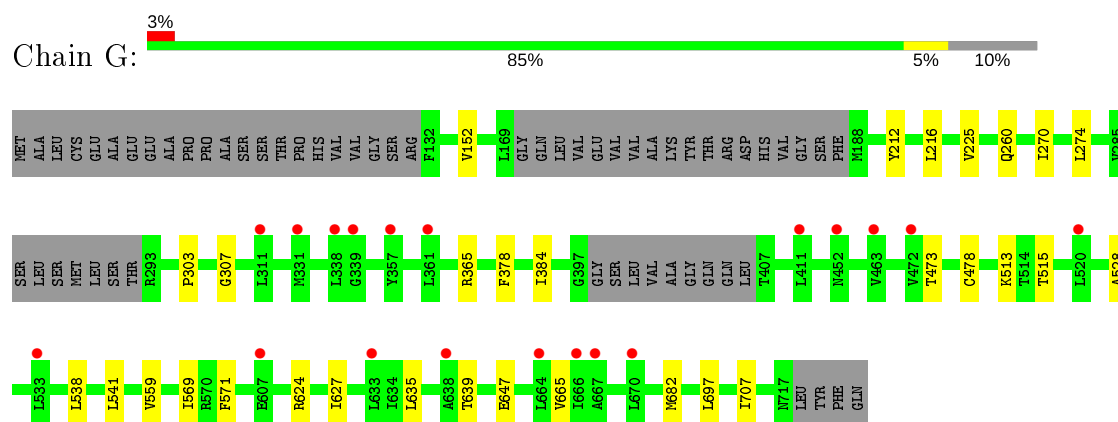 3%
Chain G:
85% 5% 10%
MET ALA LEU CYS GLU ALA GLU GLU ALA PRO PRO ALA SER SER THR PRO HIS VAL VAL GLY SER ARG F132 V152 L169 GLY GLN LEU VAL GLU VAL VAL ALA LYS TYR THR ARG ASP HIS VAL GLY SER PHE M188 Y212 L216 V225 Q260 I270 L274 V285
SER LEU SER MET LEU SER THR R293 P303 G307 L311 M331 L338 G339 Y357 L361 R365 F378 I384 G397 GLY SER LEU VAL ALA GLY GLN GLN LEU T407 L411 N452 V463 V472 T473 C478 K513 T514 T515 L520 A528
L533 L538 L541 V559 I569 R570 F571 E607 R624 I627 L633 I634 L635 A638 T639 E647 L664 V665 I666 A667 L670 M682 L697 I707 N717 LEU TYR PHE GLN